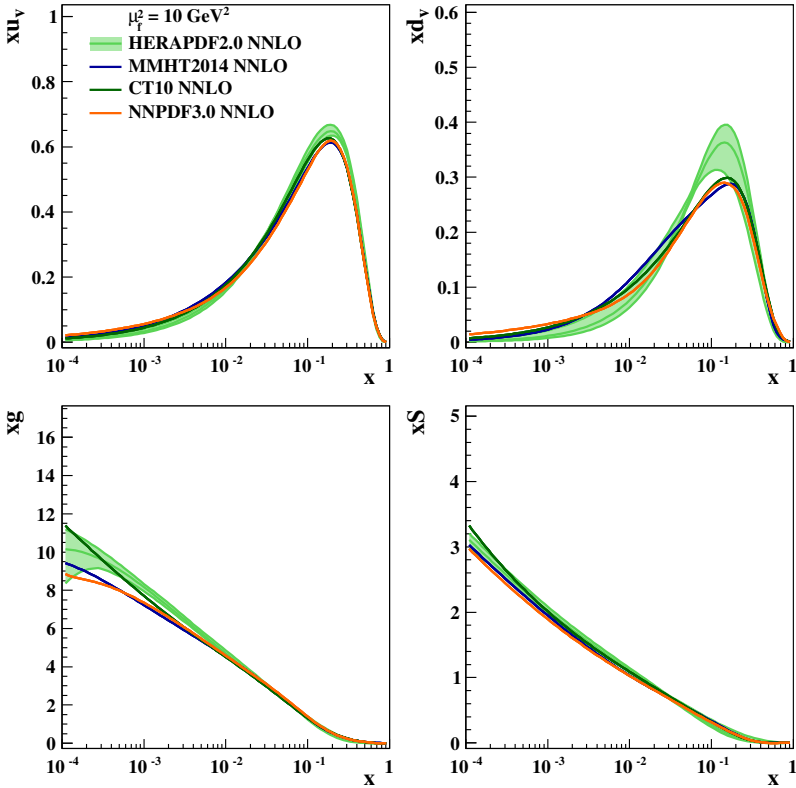 xu_v
μ_f² = 10 GeV²
HERAPDF2.0 NNLO
MMHT2014 NNLO
CT10 NNLO
NNPDF3.0 NNLO
1
0.8
0.6
0.4
0.2
0
10⁻⁴ 10⁻³ 10⁻² 10⁻¹ 1
x
xd_v
0.6
0.5
0.4
0.3
0.2
0.1
0
10⁻⁴ 10⁻³ 10⁻² 10⁻¹ 1
x
xg
16
14
12
10
8
6
4
2
0
10⁻⁴ 10⁻³ 10⁻² 10⁻¹ 1
x
xS
5
4
3
2
1
0
10⁻⁴ 10⁻³ 10⁻² 10⁻¹ 1
x